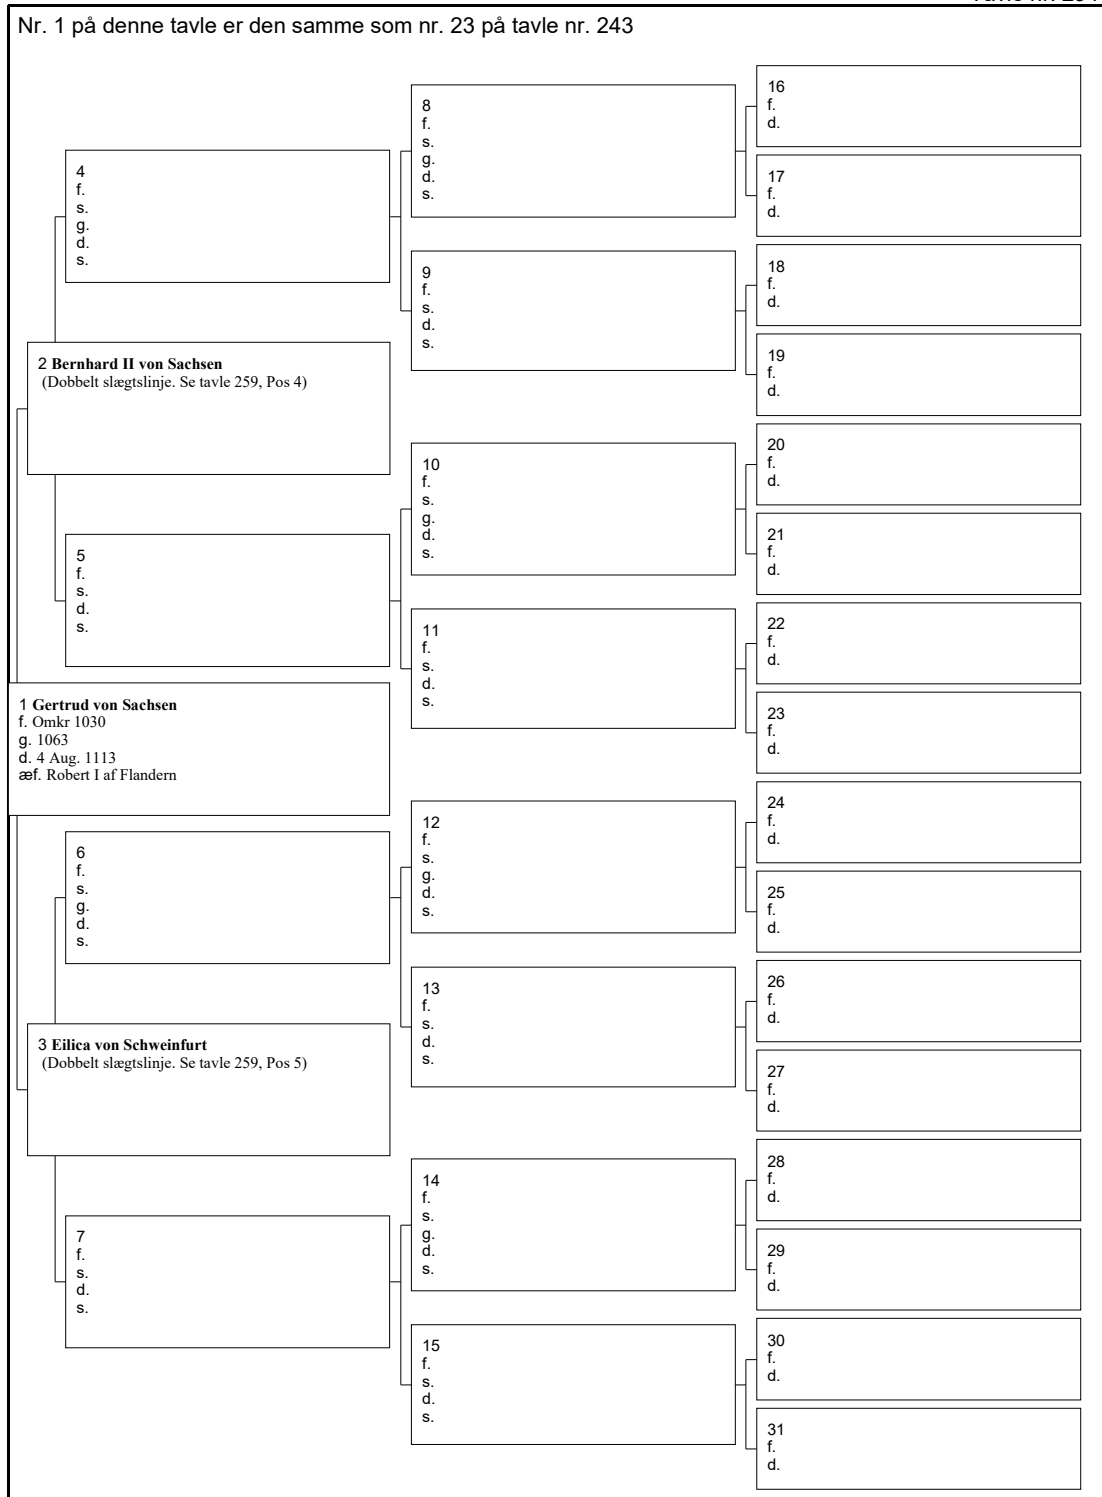 Nr. 1 på denne tavle er den samme som nr. 23 på tavle nr. 243
16
f.
d.
8
f.
s.
g.
d.
s.
17
f.
d.
4
f.
s.
g.
d.
s.
18
f.
d.
9
f.
s.
d.
s.
19
f.
d.
2 Bernhard II von Sachsen
(Dobbelt slægtslinje. Se tavle 259, Pos 4)
20
f.
d.
10
f.
s.
g.
d.
s.
21
f.
d.
5
f.
s.
d.
s.
22
f.
d.
11
f.
s.
d.
s.
23
f.
d.
1 Gertrud von Sachsen
f. Omkr 1030
g. 1063
d. 4 Aug. 1113
æf. Robert I af Flandern
24
f.
d.
12
f.
s.
g.
d.
s.
25
f.
d.
6
f.
s.
g.
d.
s.
26
f.
d.
13
f.
s.
d.
s.
27
f.
d.
3 Eilica von Schweinfurt
(Dobbelt slægtslinje. Se tavle 259, Pos 5)
28
f.
d.
14
f.
s.
g.
d.
s.
29
f.
d.
7
f.
s.
d.
s.
30
f.
d.
15
f.
s.
d.
s.
31
f.
d.